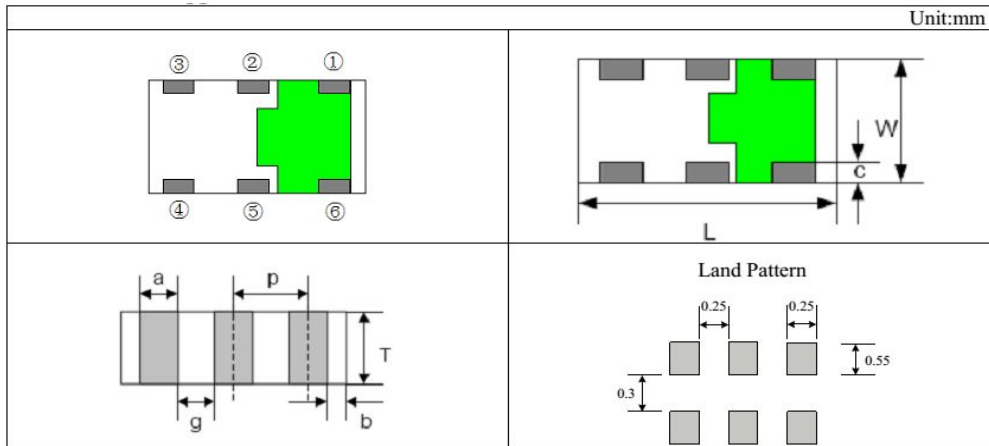 Unit:mm
③ ② ①
④ ⑤ ⑥
W
c
L
a p
T
g b
Land Pattern
0.25 0.25
0.55
0.3